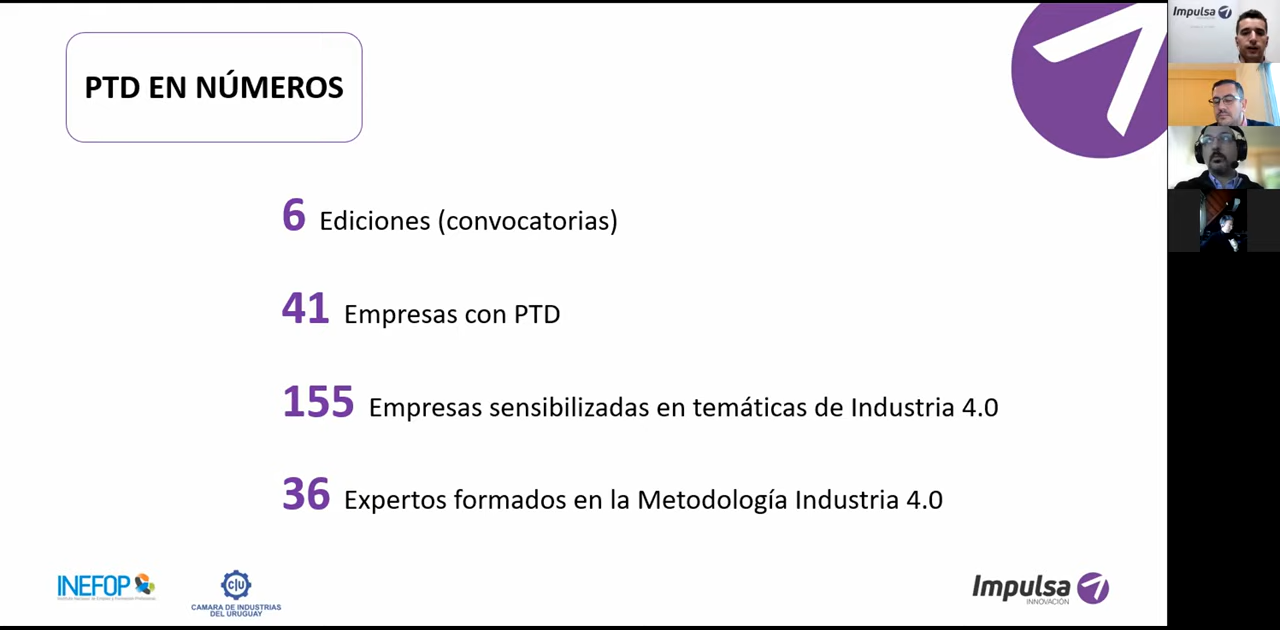 PTD EN NÚMEROS
6 Ediciones (convocatorias)
41 Empresas con PTD
155 Empresas sensibilizadas en temáticas de Industria 4.0
36 Expertos formados en la Metodología Industria 4.0
INEFOP
CIU
CAMARA DE INDUSTRIAS
DEL URUGUAY
Impulsa
INNOVACIÓN
Impulsa